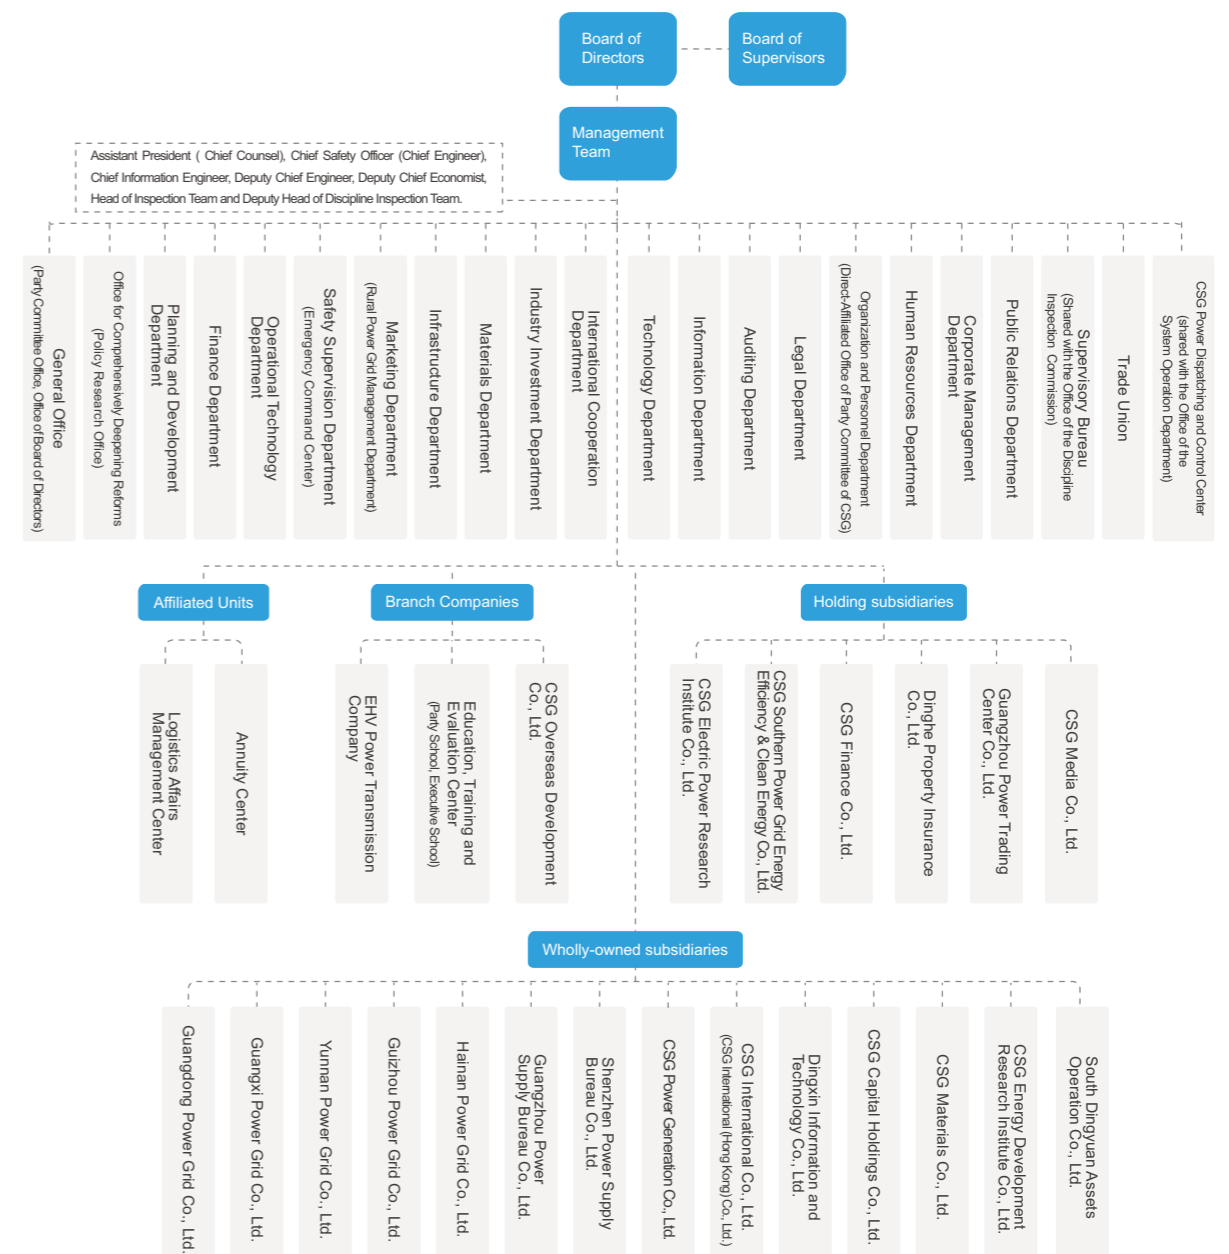 Board of
Directors
Board of
Supervisors
Management
Team
Assistant President ( Chief Counsel), Chief Safety Officer (Chief Engineer),
Chief Information Engineer, Deputy Chief Engineer, Deputy Chief Economist,
Head of Inspection Team and Deputy Head of Discipline Inspection Team.
General Office
(Party Committee Office, Office of Board of Directors)
Office for Comprehensively Deepening Reforms
(Policy Research Office)
Planning and Development
Department
Finance Department
Operational Technology
Department
Safety Supervision Department
(Emergency Command Center)
Marketing Department
(Rural Power Grid Management Department)
Infrastructure Department
Materials Department
Industry Investment Department
International Cooperation
Department
Technology Department
Information Department
Auditing Department
Legal Department
Organization and Personnel Department
(Direct-Affiliated Office of Party Committee of CSG)
Human Resources Department
Corporate Management
Department
Public Relations Department
Supervisory Bureau
(Shared with the Office of the Discipline
Inspection Commission)
Trade Union
CSG Power Dispatching and Control Center
(shared with the Office of the
System Operation Department)
Affiliated Units
Branch Companies
Holding subsidiaries
Logistics Affairs
Management Center
Annuity Center
EHV Power Transmission
Company
Education, Training and
Evaluation Center
(Party School, Executive School)
CSG Overseas Development
Co., Ltd.
CSG Electric Power Research
Institute Co., Ltd.
CSG Southern Power Grid Energy
Efficiency & Clean Energy Co., Ltd.
CSG Finance Co., Ltd.
Dinghe Property Insurance
Co., Ltd.
Guangzhou Power Trading
Center Co., Ltd.
CSG Media Co., Ltd.
Wholly-owned subsidiaries
Guangdong Power Grid Co., Ltd.
Guangxi Power Grid Co., Ltd.
Yunnan Power Grid Co., Ltd.
Guizhou Power Grid Co., Ltd.
Hainan Power Grid Co., Ltd.
Guangzhou Power
Supply Bureau Co., Ltd.
Shenzhen Power Supply
Bureau Co., Ltd.
CSG Power Generation Co., Ltd.
CSG International Co., Ltd.
(CSG International (Hong Kong) Co., Ltd.)
Dingxin Information and
Technology Co., Ltd.
CSG Capital Holdings Co., Ltd.
CSG Materials Co., Ltd.
CSG Energy Development
Research Institute Co., Ltd.
South Dingyuan Assets
Operation Co., Ltd.